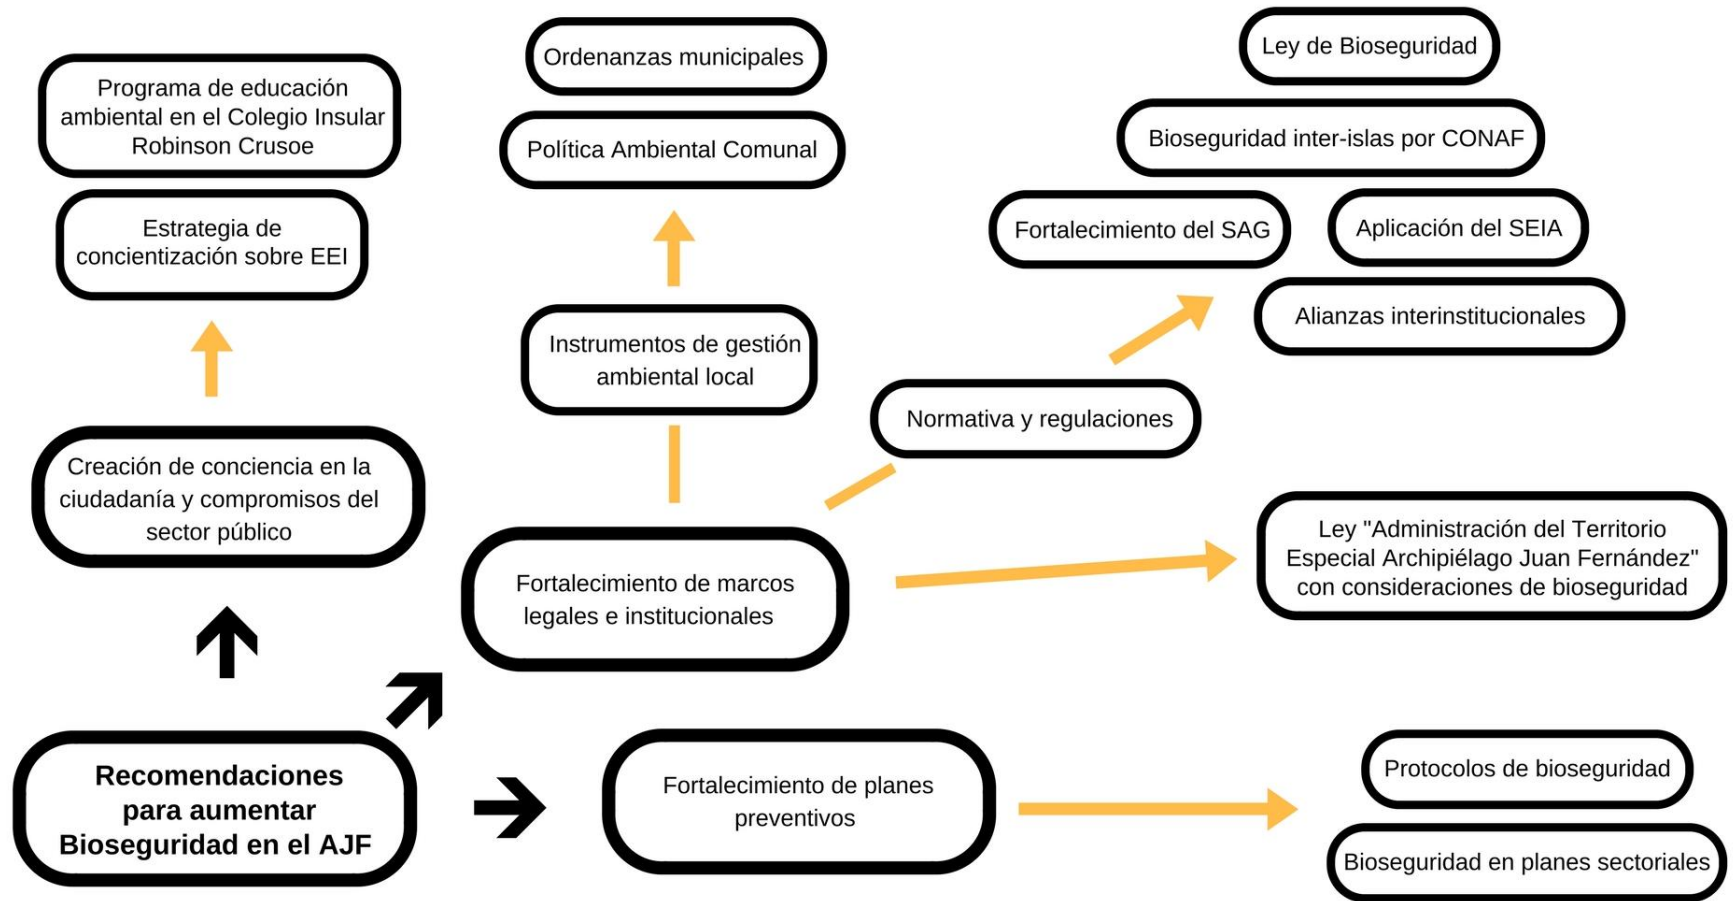 Programa de educación
ambiental en el Colegio Insular
Robinson Crusoe
Estrategia de
concientización sobre EEI
Creación de conciencia en la
ciudadanía y compromisos del
sector público
Recomendaciones
para aumentar
Bioseguridad en el AJF
Ordenanzas municipales
Política Ambiental Comunal
Instrumentos de gestión
ambiental local
Fortalecimiento de marcos
legales e institucionales
Fortalecimiento de planes
preventivos
Ley de Bioseguridad
Bioseguridad inter-islas por CONAF
Fortalecimiento del SAG
Aplicación del SEIA
Alianzas interinstitucionales
Normativa y regulaciones
Ley "Administración del Territorio
Especial Archipiélago Juan Fernández"
con consideraciones de bioseguridad
Protocolos de bioseguridad
Bioseguridad en planes sectoriales